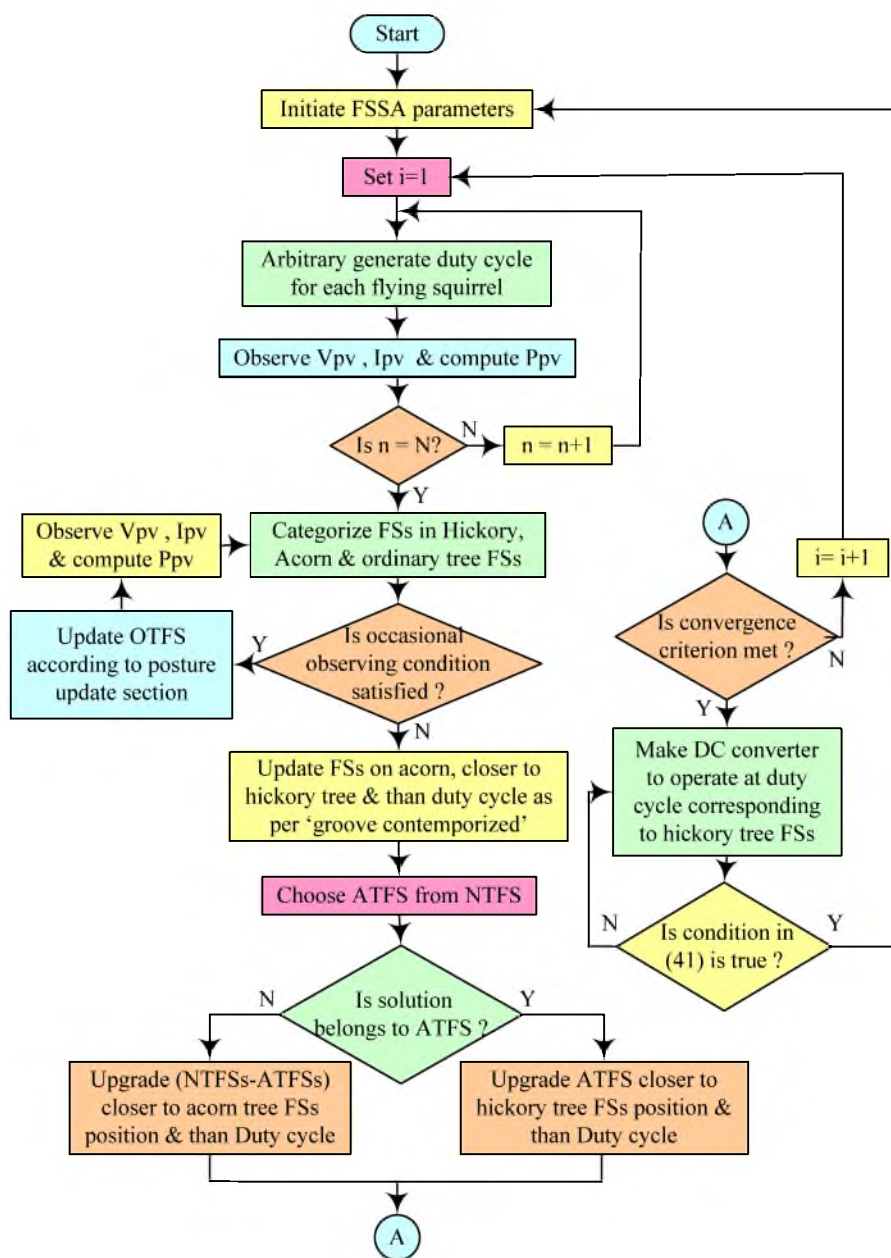 Start
Initiate FSSA parameters
Set i=1
Arbitrary generate duty cycle
for each flying squirrel
Observe Vpv , Ipv & compute Ppv
Is n = N?
N
n = n+1
Y
Observe Vpv , Ipv
& compute Ppv
Categorize FSs in Hickory,
Acorn & ordinary tree FSs
Update OTFS
according to posture
update section
Y
Is occasional
observing condition
satisfied ?
N
Update FSs on acorn, closer to
hickory tree & than duty cycle as
per ‘groove contemporized’
Choose ATFS from NTFS
N
Is solution
belongs to ATFS ?
Y
Upgrade (NTFSs-ATFSs)
closer to acorn tree FSs
position & than Duty cycle
Upgrade ATFS closer to
hickory tree FSs position &
than Duty cycle
A
A
i= i+1
Is convergence
criterion met ?
N
Y
Make DC converter
to operate at duty
cycle corresponding
to hickory tree FSs
N
Is condition in
(41) is true ?
Y